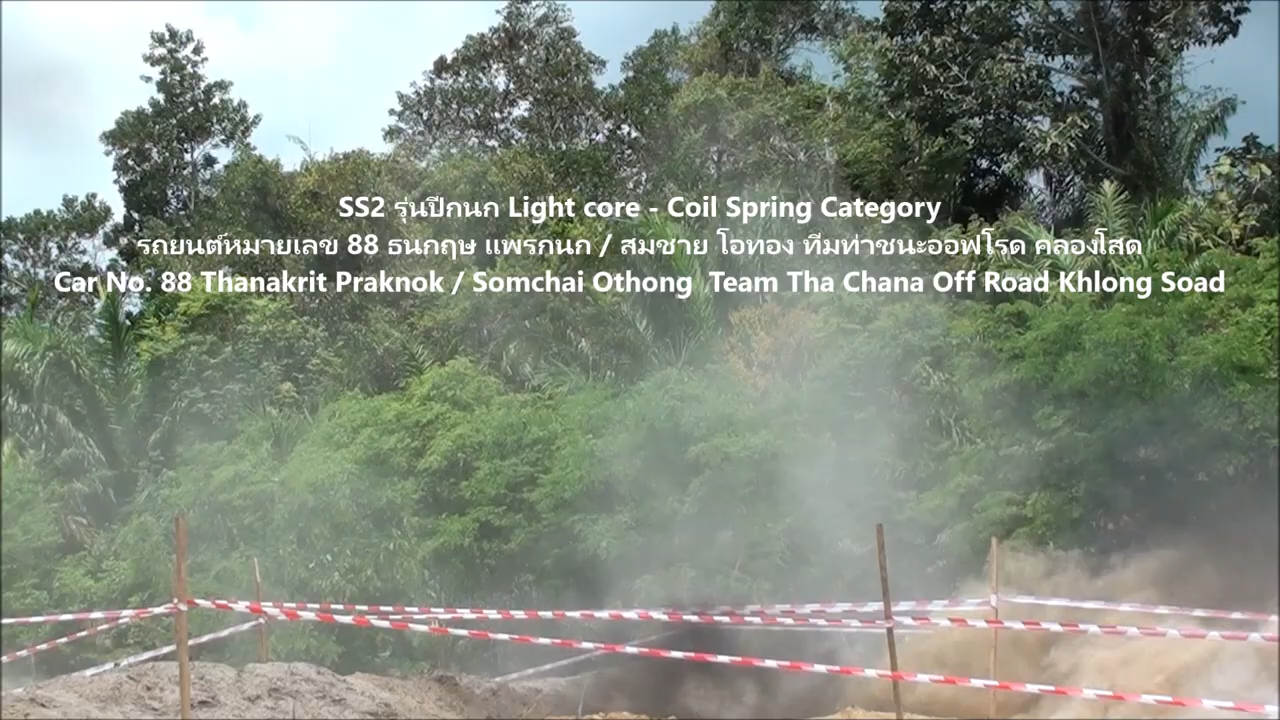 SS2 รุ่นปีกนก Light core - Coil Spring Category
รถยนต์หมายเลข 88 ธนกฤษ แพรกนก / สมชาย โอทอง ทีมท่าชนะออฟโรด คลองโสด
Car No. 88 Thanakrit Praknok / Somchai Othong  Team Tha Chana Off Road Khlong Soad